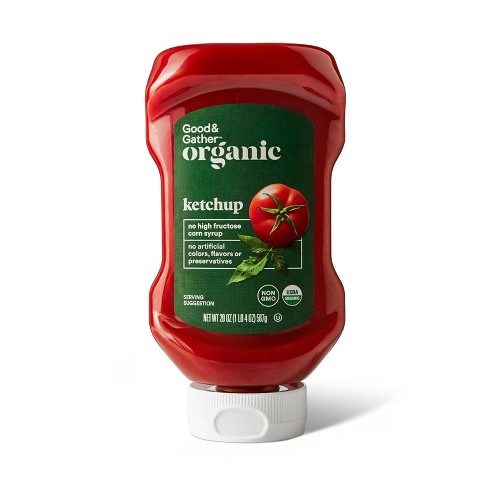 Good&
Gather™
organic
ketchup
no high fructose
corn syrup
no artificial
colors, flavors or
preservatives
SERVING
SUGGESTION
NON
GMO
USDA
ORGANIC
NET WT 20 OZ (1 LB 4 OZ) 567g
U